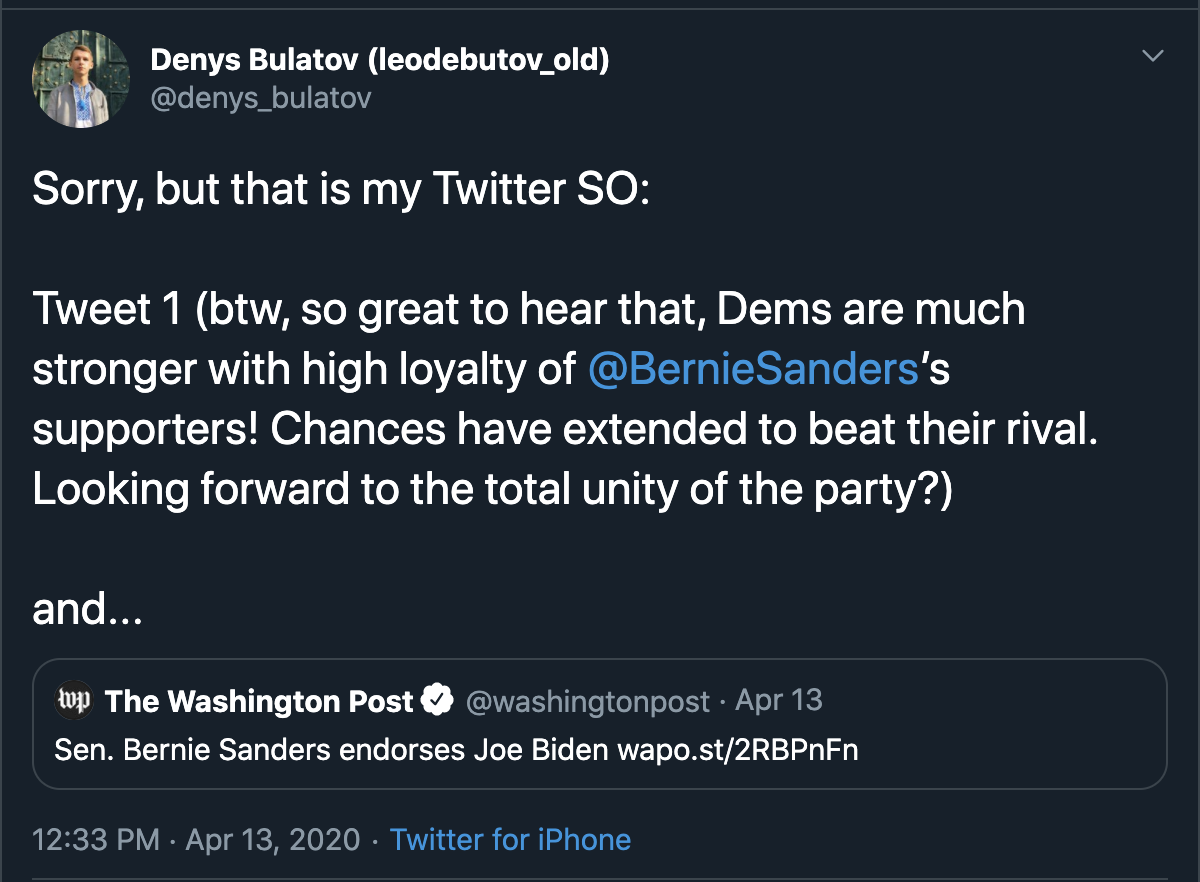 Denys Bulatov (leodebutov_old)
@denys_bulatov
Sorry, but that is my Twitter SO:
Tweet 1 (btw, so great to hear that, Dems are much
stronger with high loyalty of @BernieSanders’s
supporters! Chances have extended to beat their rival.
Looking forward to the total unity of the party?)
and...
wp The Washington Post @washingtonpost · Apr 13
Sen. Bernie Sanders endorses Joe Biden wapo.st/2RBPnFn
12:33 PM · Apr 13, 2020 · Twitter for iPhone